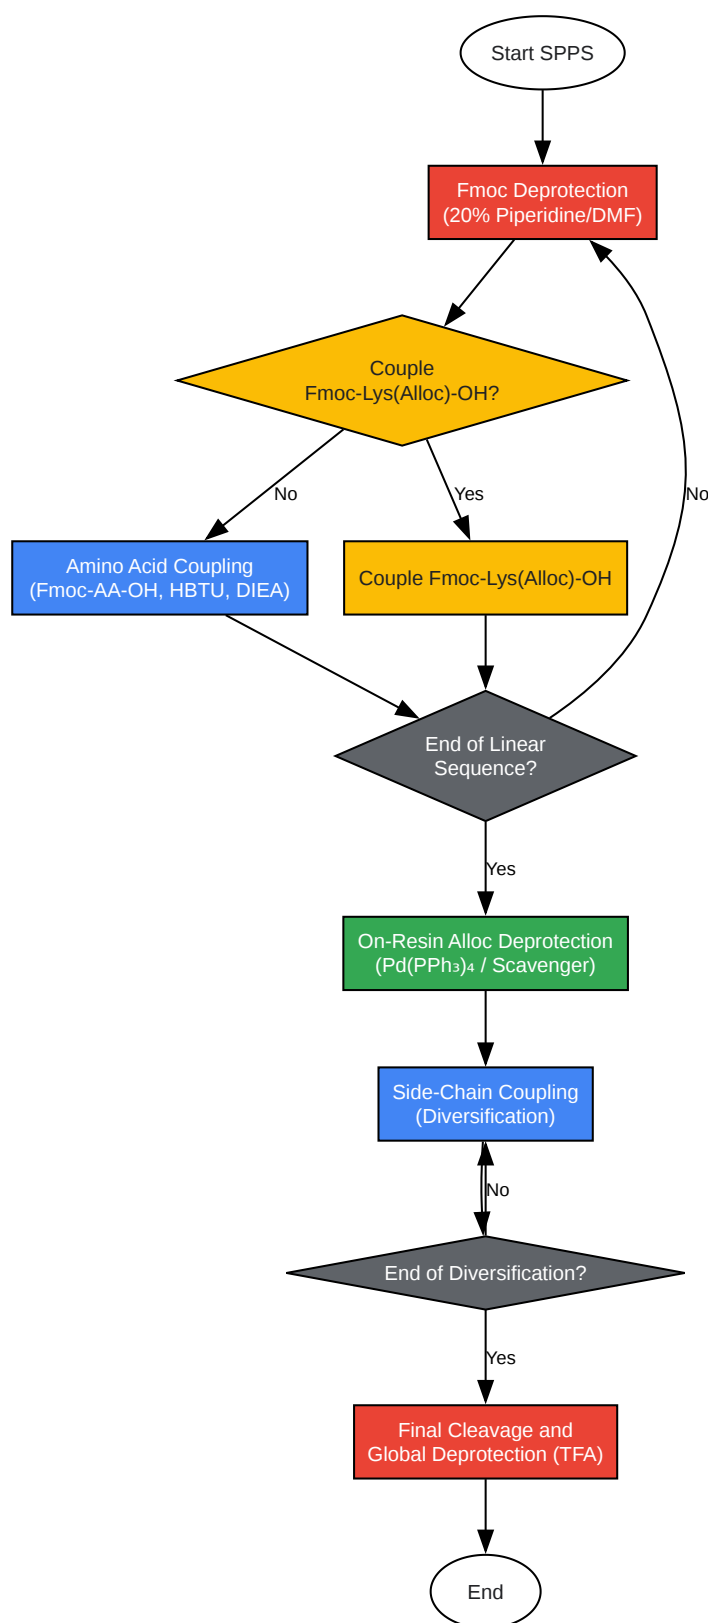 Start SPPS
Fmoc Deprotection
(20% Piperidine/DMF)
Couple
Fmoc-Lys(Alloc)-OH?
No
Yes
No
Amino Acid Coupling
(Fmoc-AA-OH, HBTU, DIEA)
Couple Fmoc-Lys(Alloc)-OH
End of Linear
Sequence?
Yes
On-Resin Alloc Deprotection
(Pd(PPh₃)₄ / Scavenger)
Side-Chain Coupling
(Diversification)
No
End of Diversification?
Yes
Final Cleavage and
Global Deprotection (TFA)
End